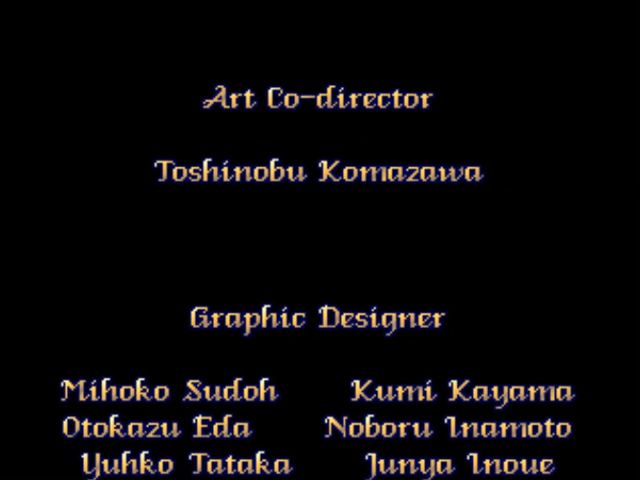 Art Co-director
Toshinobu Komazawa
Graphic Designer
Mihoko Sudoh Kumi Kayama
Otokazu Eda Noboru Inamoto
Yuhko Tataka Junya Inoue